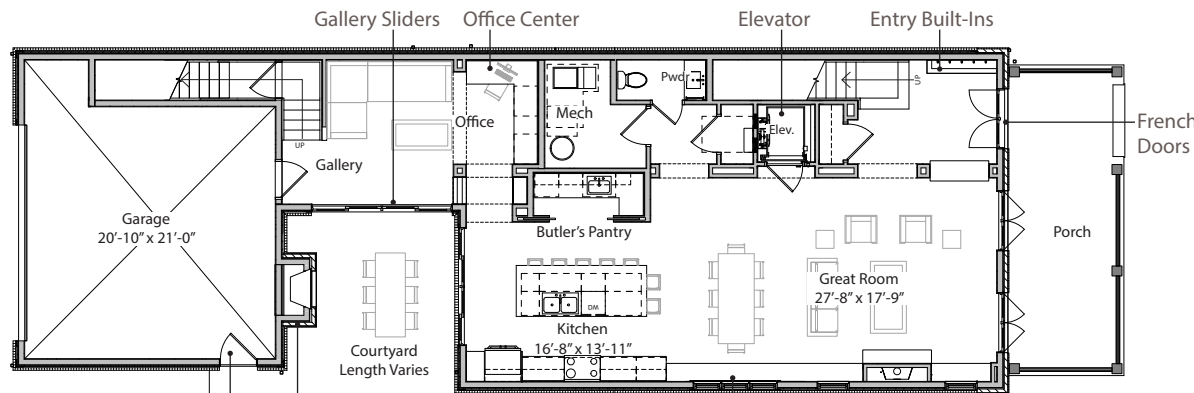 Gallery Sliders
Office Center
Elevator
Entry Built-Ins
French
Doors
Pwdr
UP
Mech
Office
Elev.
UP
Gallery
Garage
20'-10" x 21'-0"
Butler's Pantry
Porch
Great Room
27'-8" x 17'-9"
DM
Kitchen
16'-8" x 13'-11"
Courtyard
Length Varies